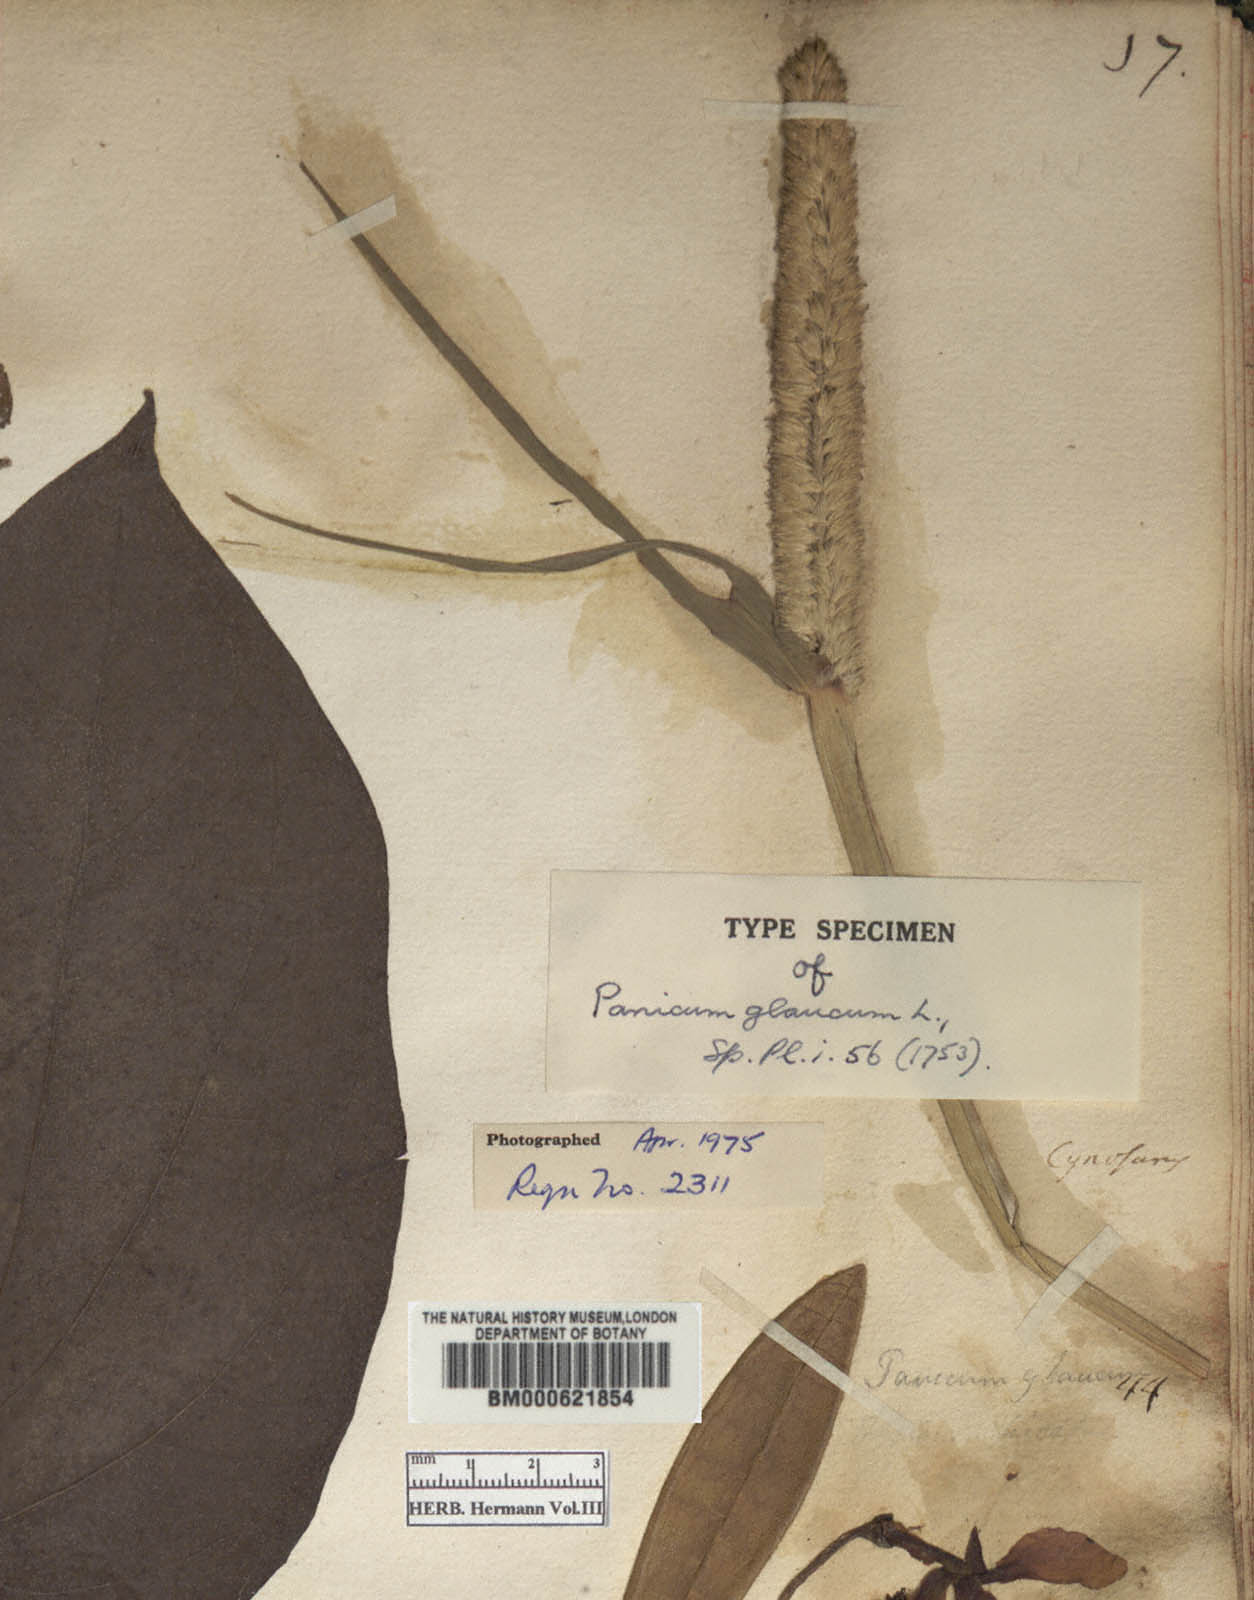 17.
TYPE SPECIMEN
of
Panicum glaucum L.,
Sp. Pl. i. 56 (1753).
Photographed Apr. 1975
Regn No. 2311
Cynosurus
THE NATURAL HISTORY MUSEUM, LONDON
DEPARTMENT OF BOTANY
BM000621854
Panicum glaucum 44
mm 1 2 3
HERB. Hermann Vol.III